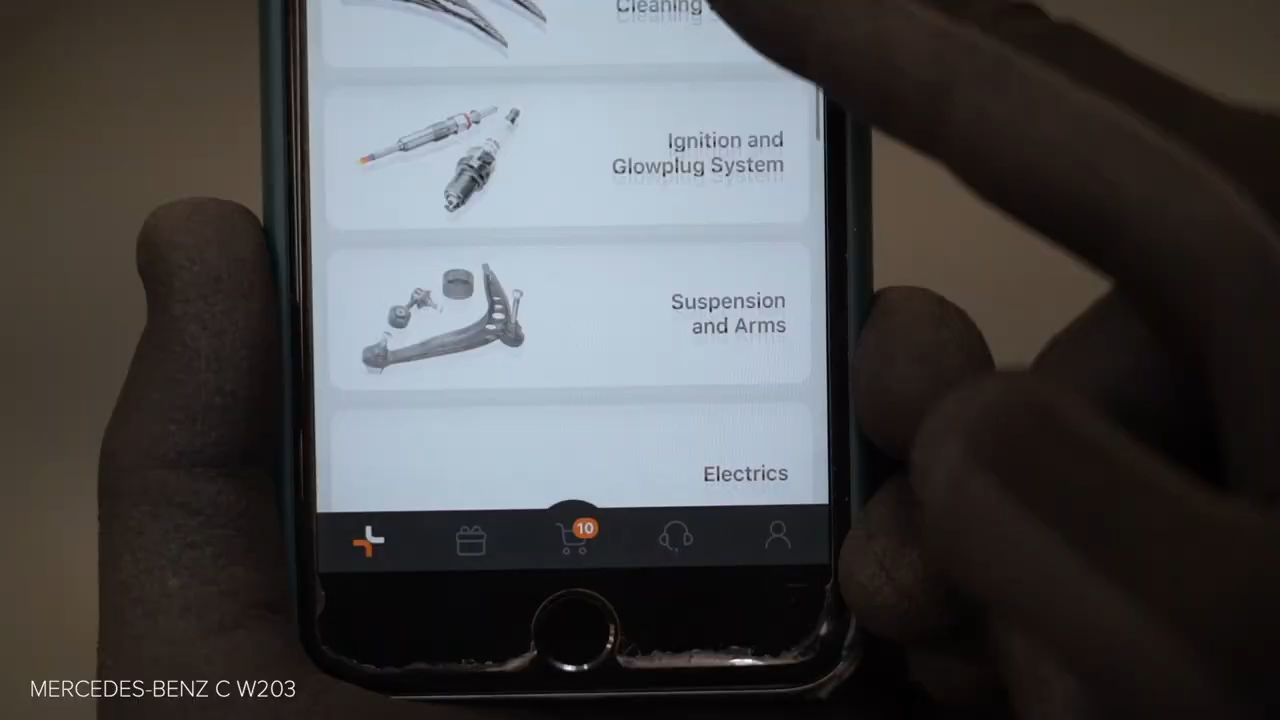 Cleaning
Ignition and
Glowplug System
Suspension
and Arms
Electrics
10
MERCEDES-BENZ C W203